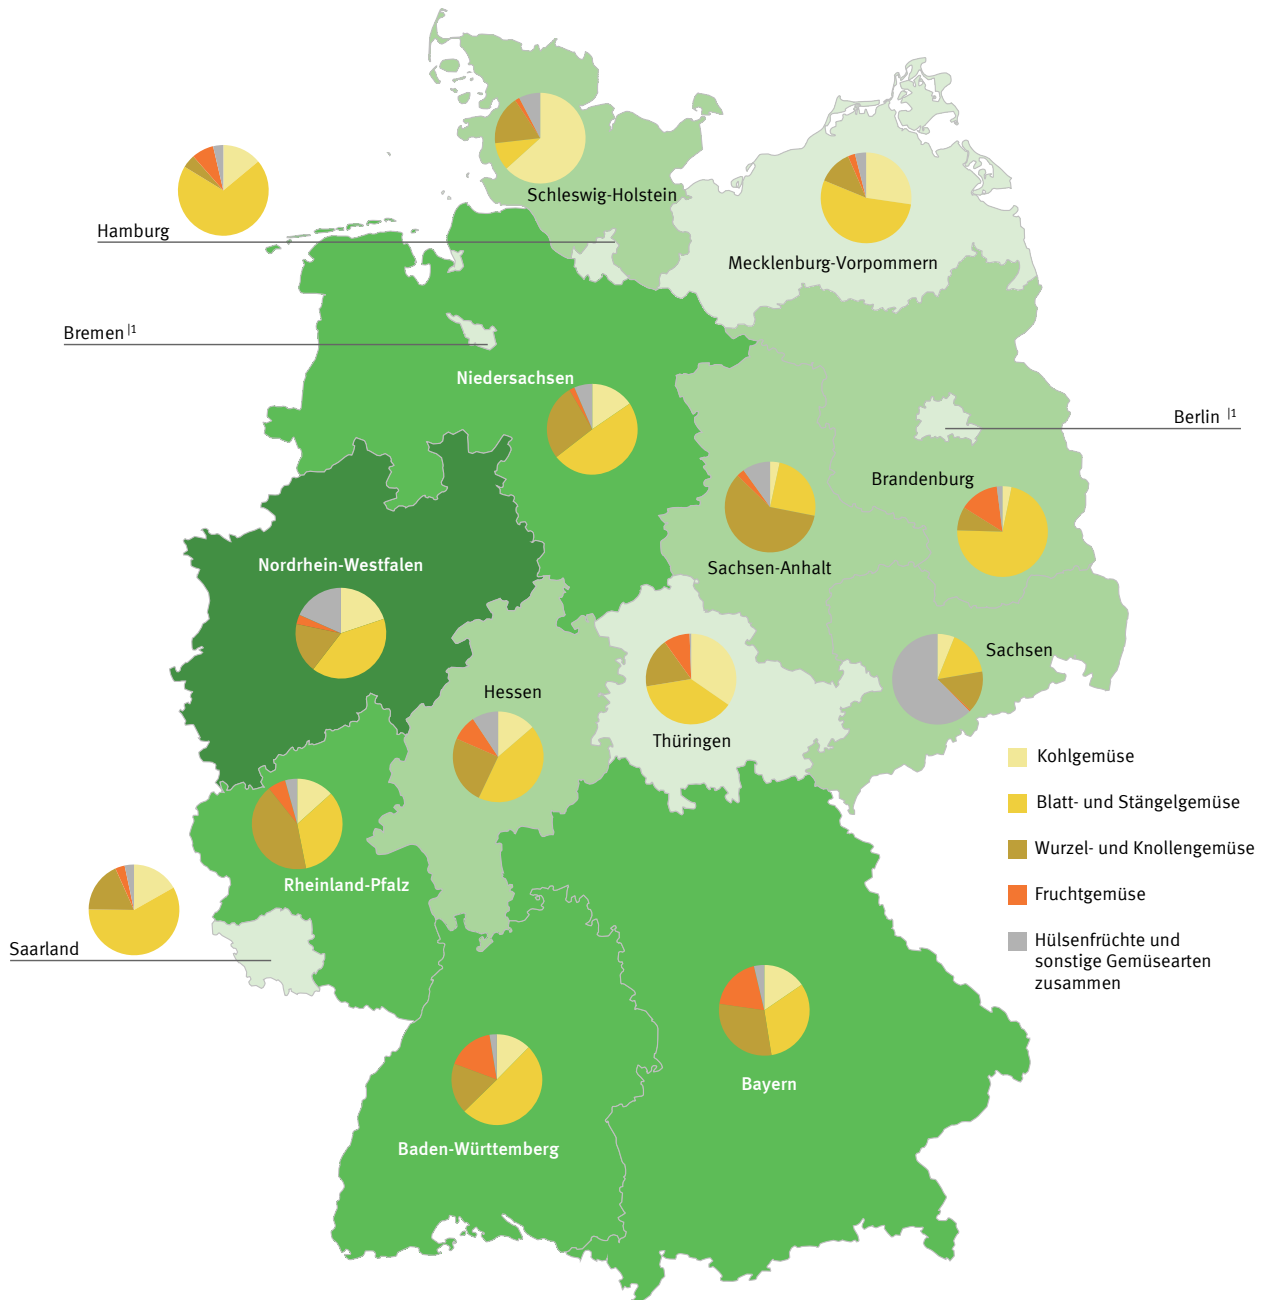 Schleswig-Holstein
Hamburg
Mecklenburg-Vorpommern
Bremen |1
Niedersachsen
Berlin |1
Brandenburg
Sachsen-Anhalt
Nordrhein-Westfalen
Sachsen
Hessen
Thüringen
Kohlgemüse
Blatt- und Stängelgemüse
Wurzel- und Knollengemüse
Rheinland-Pfalz
Fruchtgemüse
Hülsenfrüchte und
sonstige Gemüsearten
zusammen
Saarland
Bayern
Baden-Württemberg